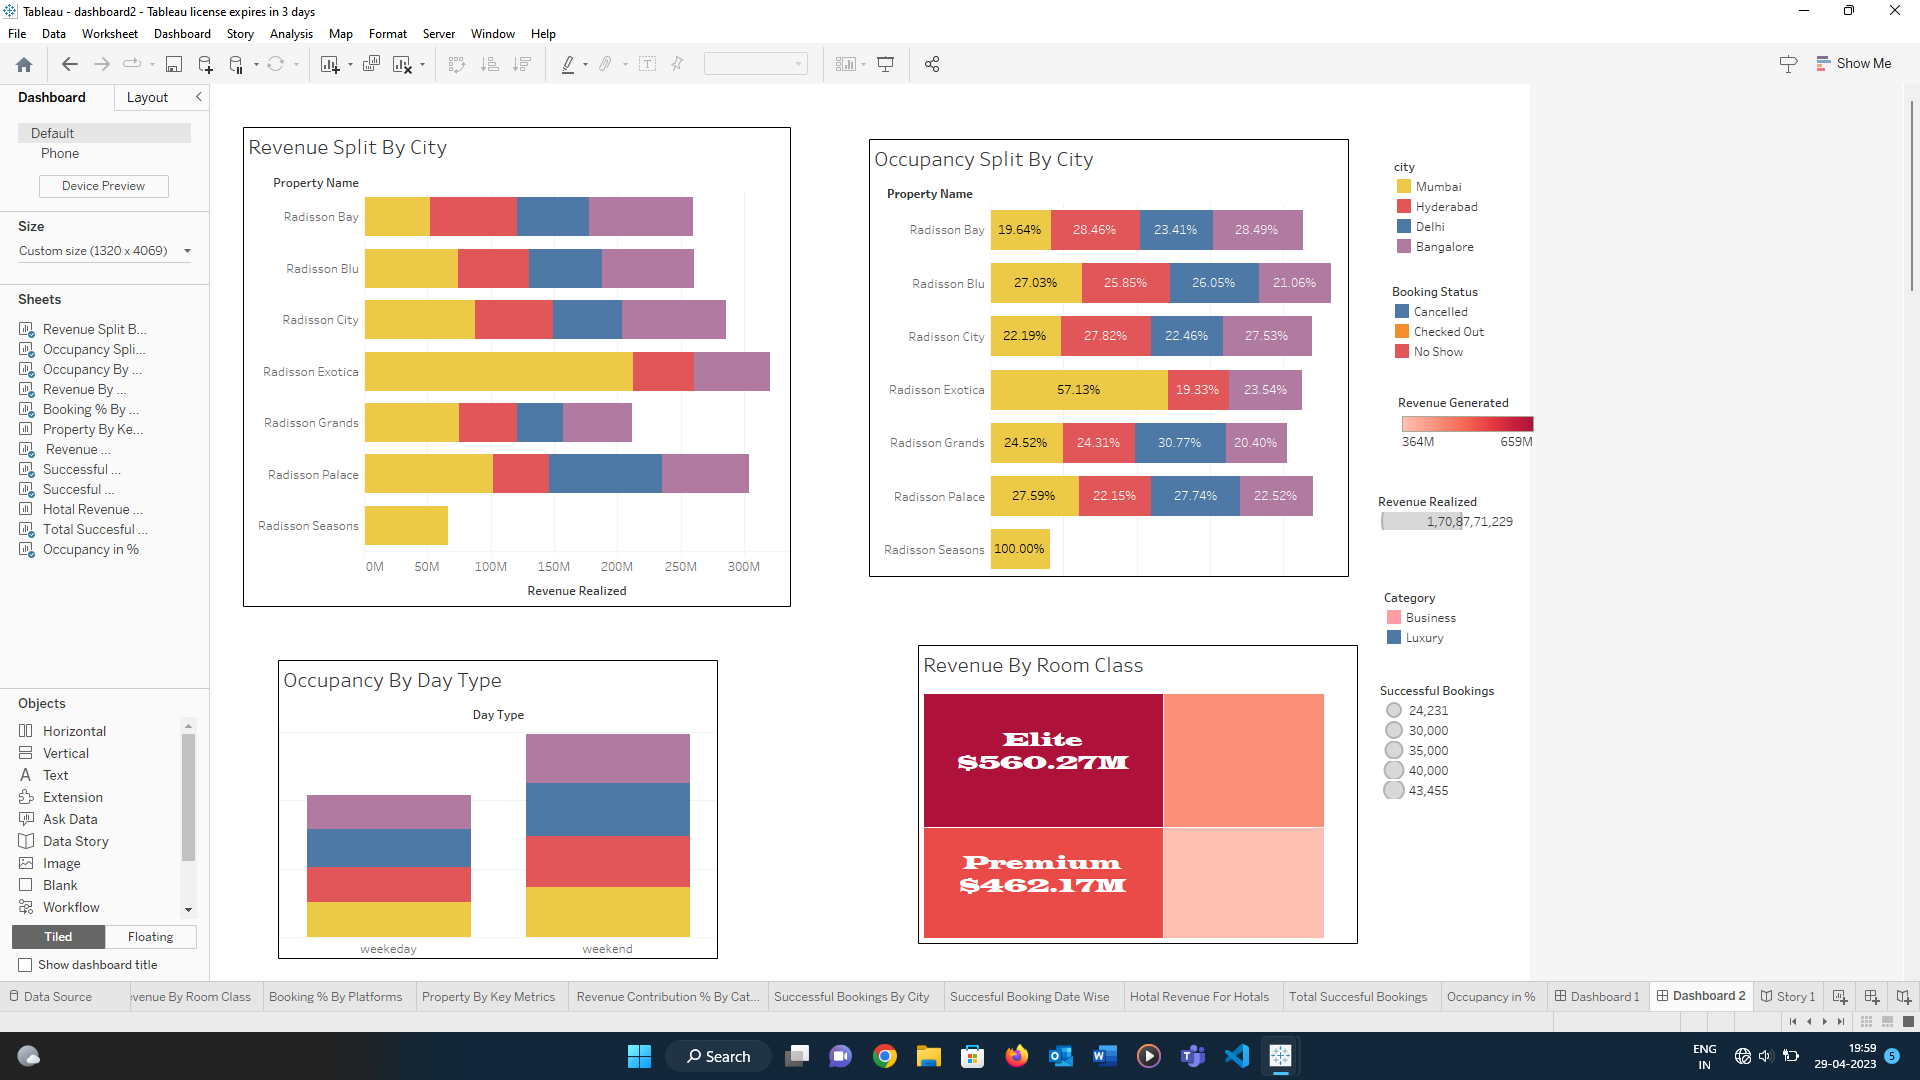 Tableau - dashboard2 - Tableau license expires in 3 days
File Data Worksheet Dashboard Story Analysis Map Format Server Window Help
Show Me
Dashboard Layout
Default
Phone
Device Preview
Size
Custom size (1320 x 4069)
Sheets
Revenue Split B...
Occupancy Spli...
Occupancy By ...
Revenue By ...
Booking % By ...
Property By Ke...
Revenue ...
Successful ...
Succesful ...
Hotal Revenue ...
Total Succesful ...
Occupancy in %
Objects
Horizontal
Vertical
Text
Extension
Ask Data
Data Story
Image
Blank
Workflow
Tiled Floating
Show dashboard title
Revenue Split By City
Property Name
Radisson Bay
Radisson Blu
Radisson City
Radisson Exotica
Radisson Grands
Radisson Palace
Radisson Seasons
0M 50M 100M 150M 200M 250M 300M
Revenue Realized
Occupancy Split By City
Property Name
Radisson Bay 19.64% 28.46% 23.41% 28.49%
Radisson Blu 27.03% 25.85% 26.05% 21.06%
Radisson City 22.19% 27.82% 22.46% 27.53%
Radisson Exotica 57.13% 19.33% 23.54%
Radisson Grands 24.52% 24.31% 30.77% 20.40%
Radisson Palace 27.59% 22.15% 27.74% 22.52%
Radisson Seasons 100.00%
city
Mumbai
Hyderabad
Delhi
Bangalore
Booking Status
Cancelled
Checked Out
No Show
Revenue Generated
364M 659M
Revenue Realized
1,70,87,71,229
Category
Business
Luxury
Successful Bookings
24,231
30,000
35,000
40,000
43,455
Occupancy By Day Type
Day Type
weekeday weekend
Revenue By Room Class
Elite
$560.27M
Premium
$462.17M
Data Source evenue By Room Class Booking % By Platforms Property By Key Metrics Revenue Contribution % By Cat... Successful Bookings By City Succesful Booking Date Wise Hotal Revenue For Hotals Total Succesful Bookings Occupancy in % Dashboard 1 Dashboard 2 Story 1
Search
ENG
IN
19:59
29-04-2023
5